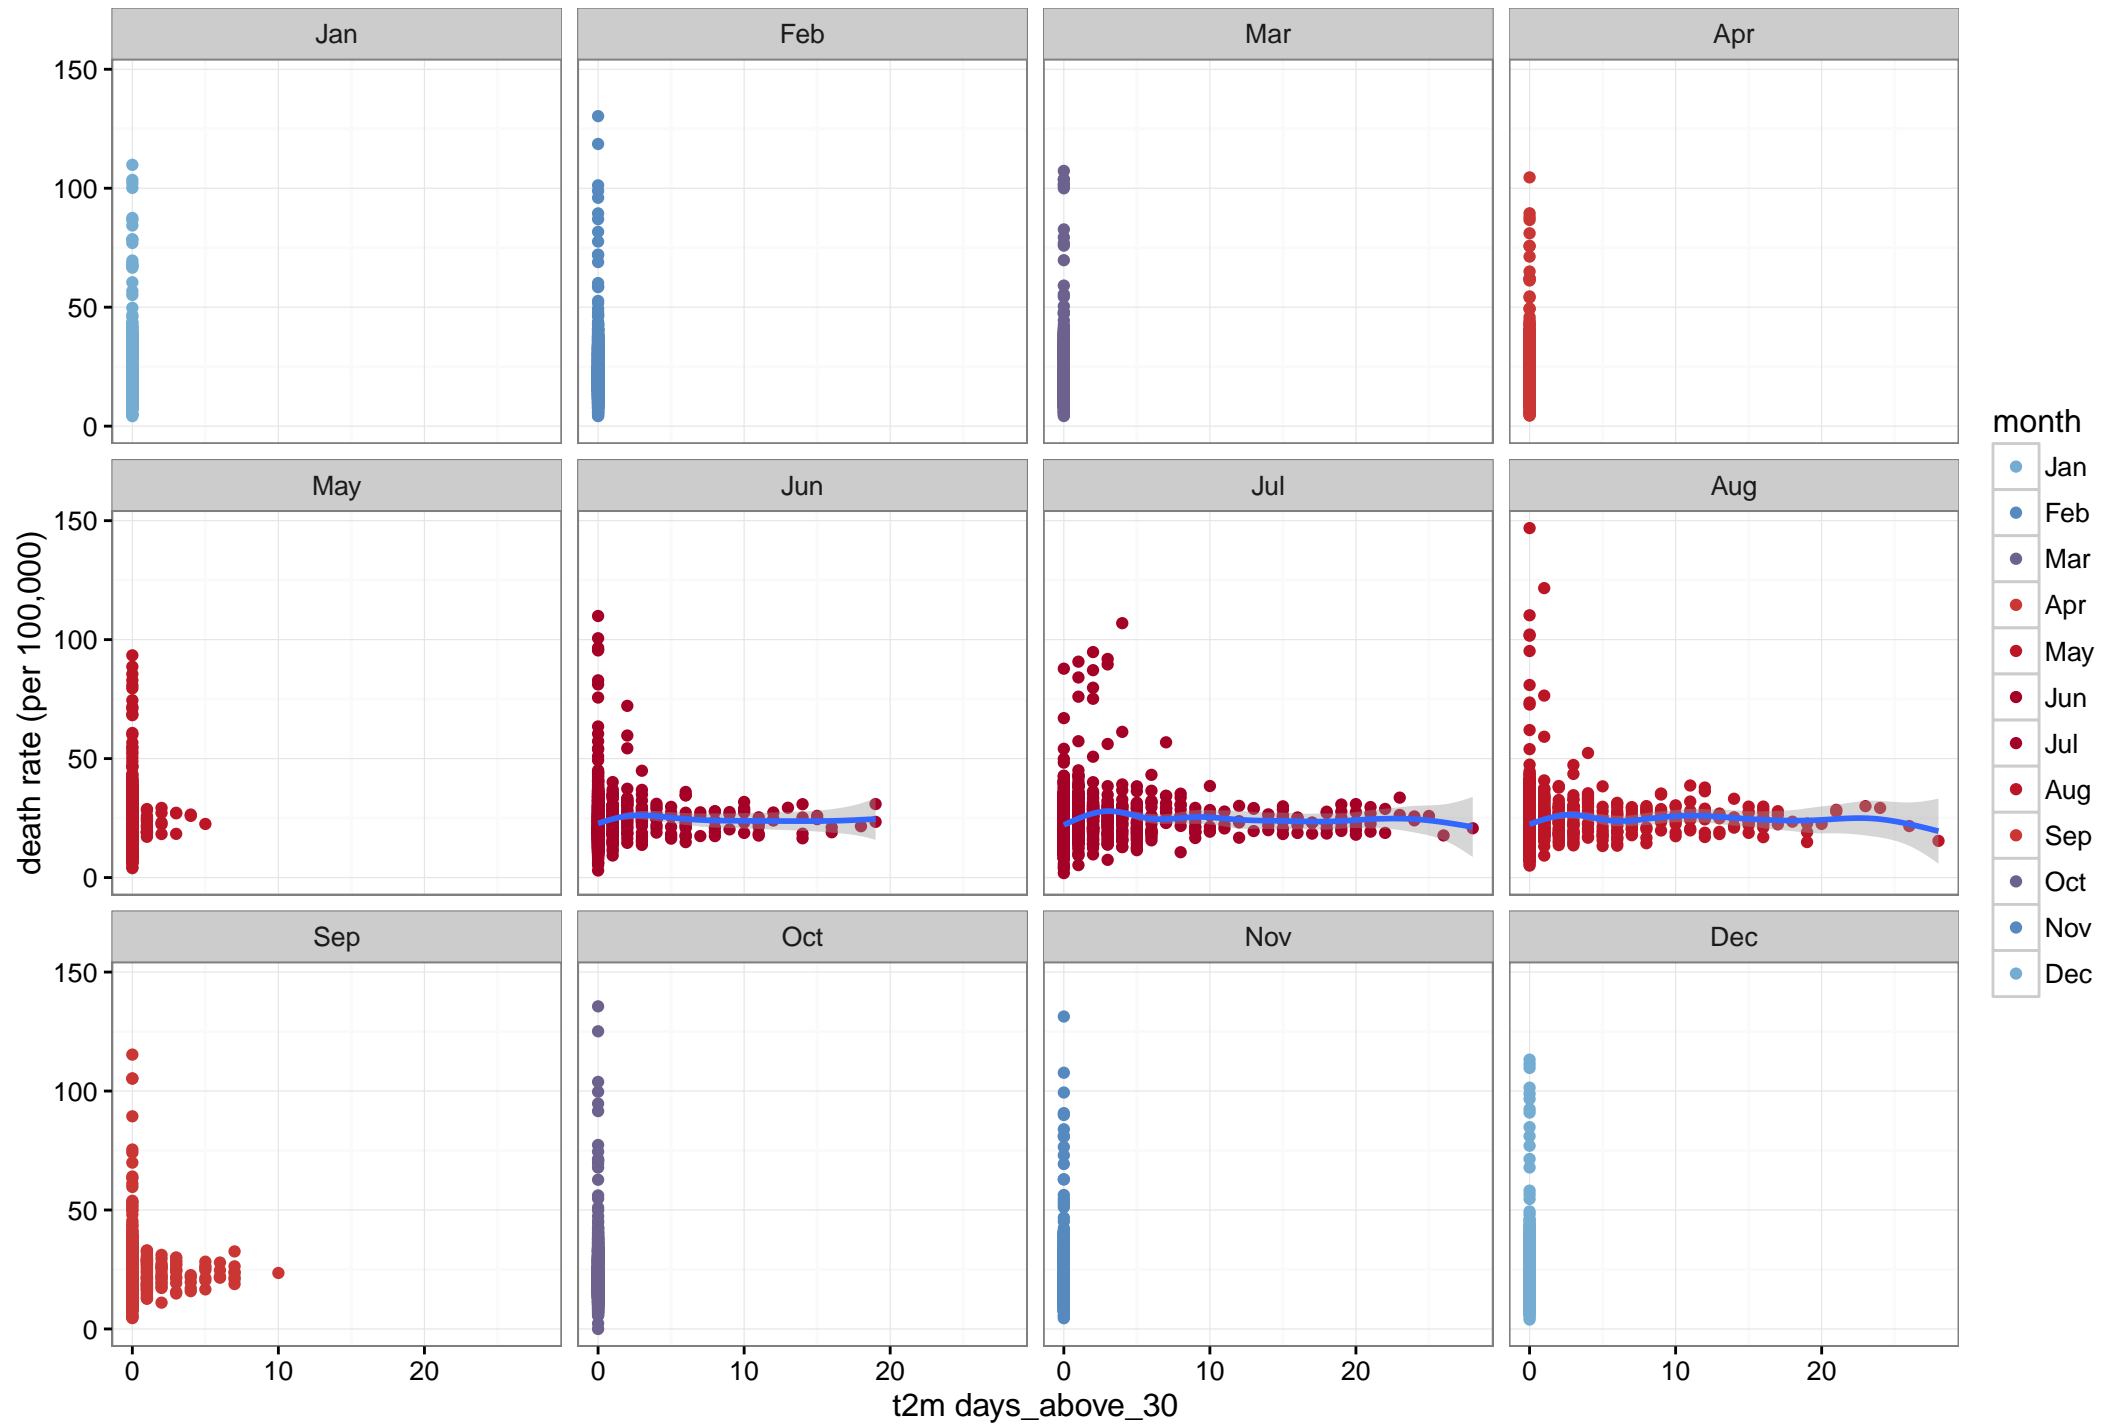 Jan Feb Mar Apr
150
100
50
0
May Jun Jul Aug
150
100
50
0
Sep Oct Nov Dec
150
100
50
0
0 10 20 0 10 20 0 10 20 0 10 20
t2m days_above_30
death rate (per 100,000)
month
Jan
Feb
Mar
Apr
May
Jun
Jul
Aug
Sep
Oct
Nov
Dec